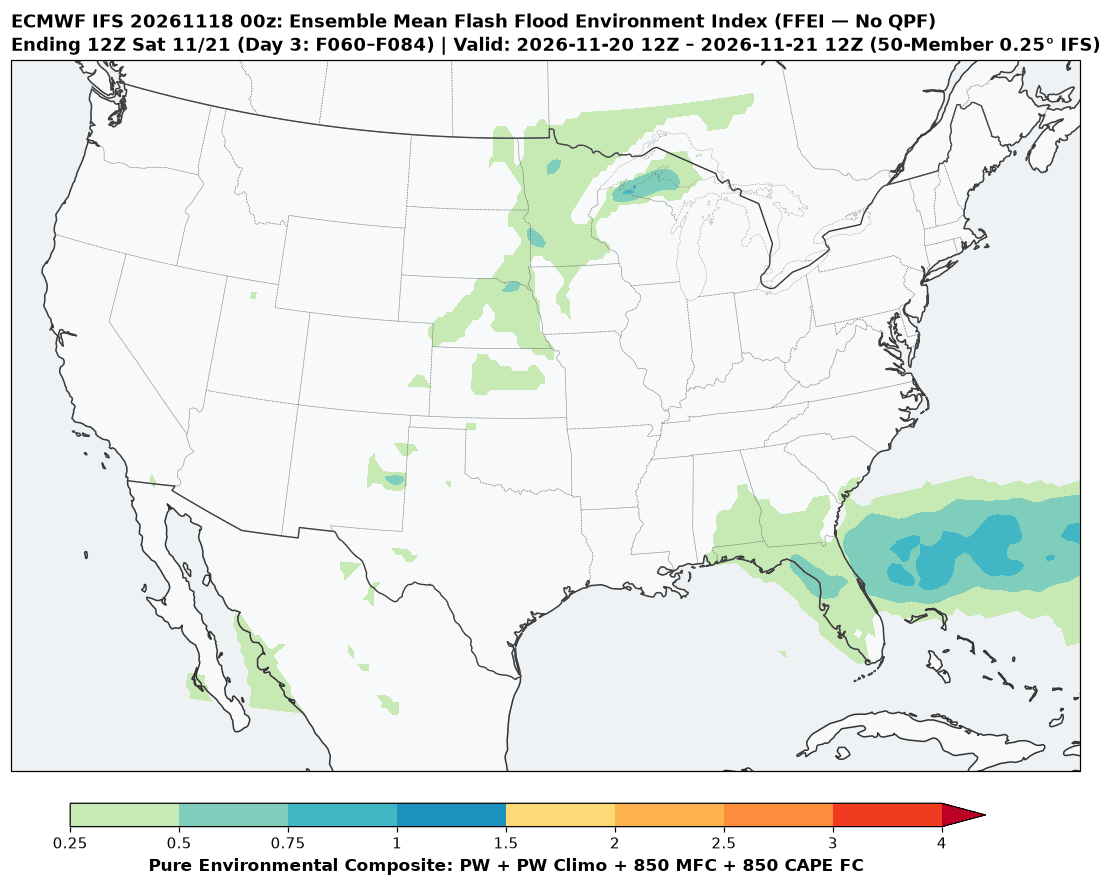 ECMWF IFS 20261118 00z: Ensemble Mean Flash Flood Environment Index (FFEI — No QPF)
Ending 12Z Sat 11/21 (Day 3: F060–F084) | Valid: 2026-11-20 12Z – 2026-11-21 12Z (50-Member 0.25° IFS)
0.25 0.5 0.75 1 1.5 2 2.5 3 4
Pure Environmental Composite: PW + PW Climo + 850 MFC + 850 CAPE FC